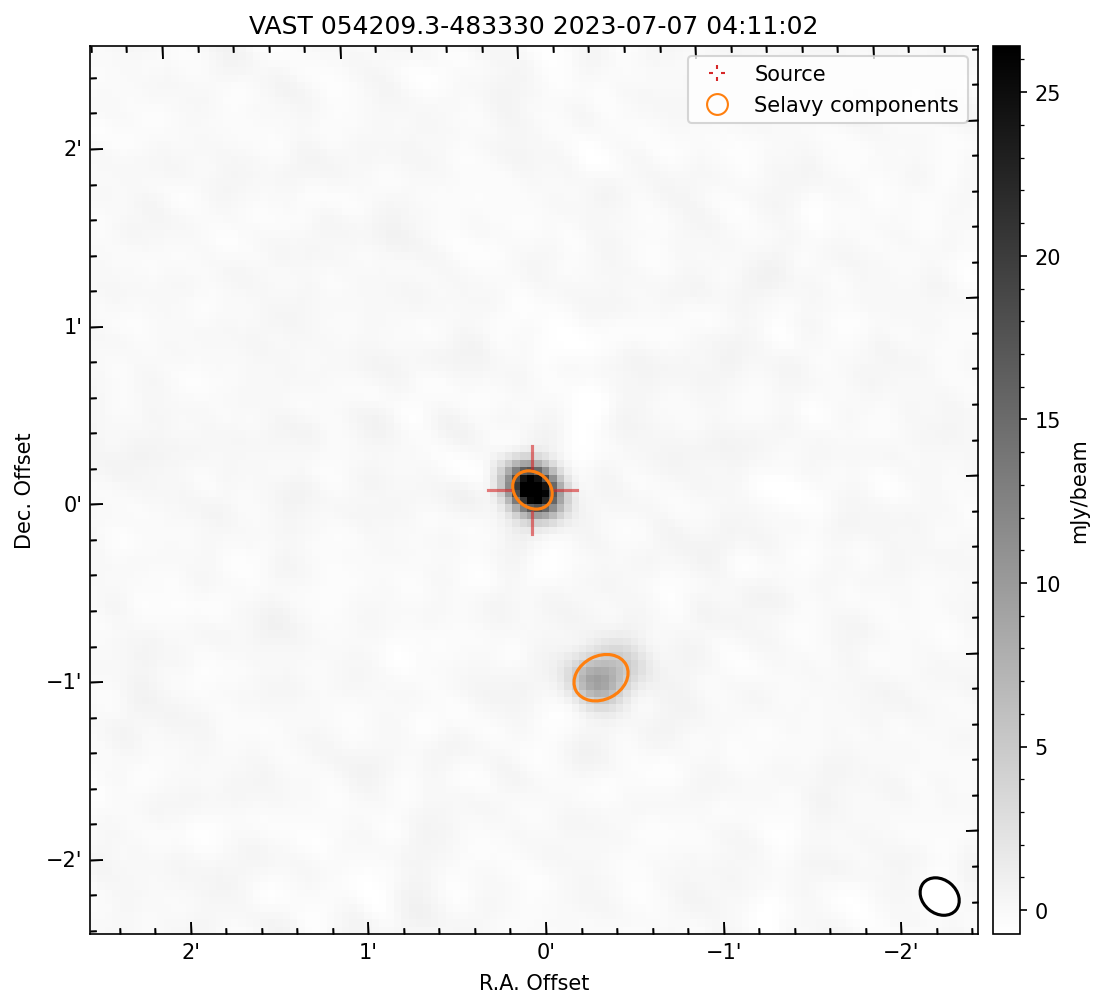 VAST 054209.3-483330 2023-07-07 04:11:02
Source
Selavy components
2'
1'
0'
−1'
−2'
Dec. Offset
2'
1'
0'
−1'
−2'
R.A. Offset
25
20
15
10
5
0
mJy/beam